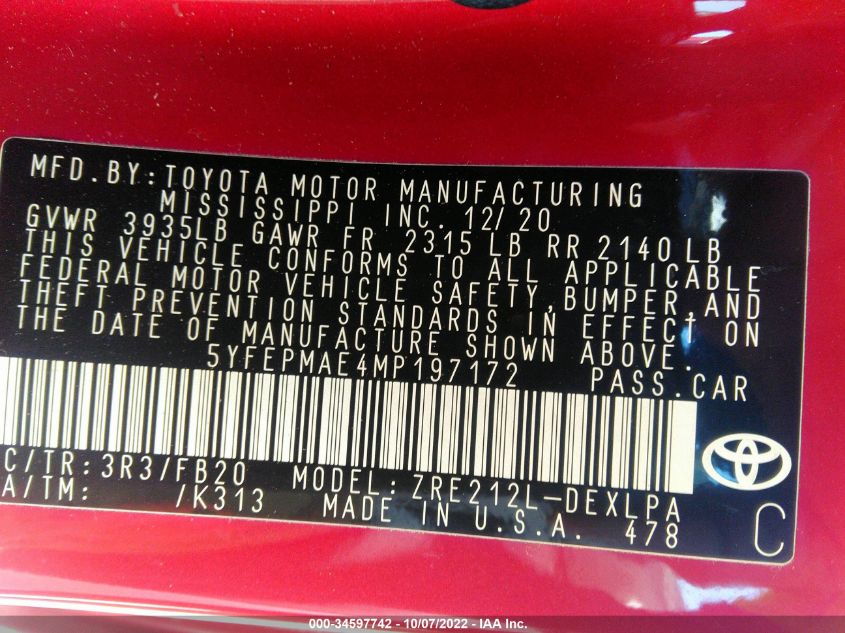 MFD.BY:TOYOTA MOTOR MANUFACTURING
MISSISSIPPI INC. 12/20
GVWR 3935LB GAWR FR 2315 LB RR 2140 LB
THIS VEHICLE CONFORMS TO ALL APPLICABLE
FEDERAL MOTOR VEHICLE SAFETY, BUMPER, AND
THEFT PREVENTION STANDARDS IN EFFECT ON
THE DATE OF MANUFACTURE SHOWN ABOVE.
5YFEPMAE4MP197172 PASS.CAR
C/TR:3R3/FB20 MODEL:ZRE212L-DEXLPA
A/TM: /K313 MADE IN U.S.A. 478 C
000-34597742 - 10/07/2022 - IAA Inc.